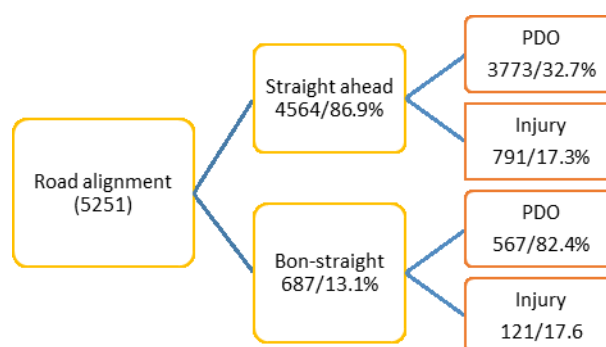 Road alignment
(5251)
Straight ahead
4564/86.9%
PDO
3773/32.7%
Injury
791/17.3%
Bon-straight
687/13.1%
PDO
567/82.4%
Injury
121/17.6